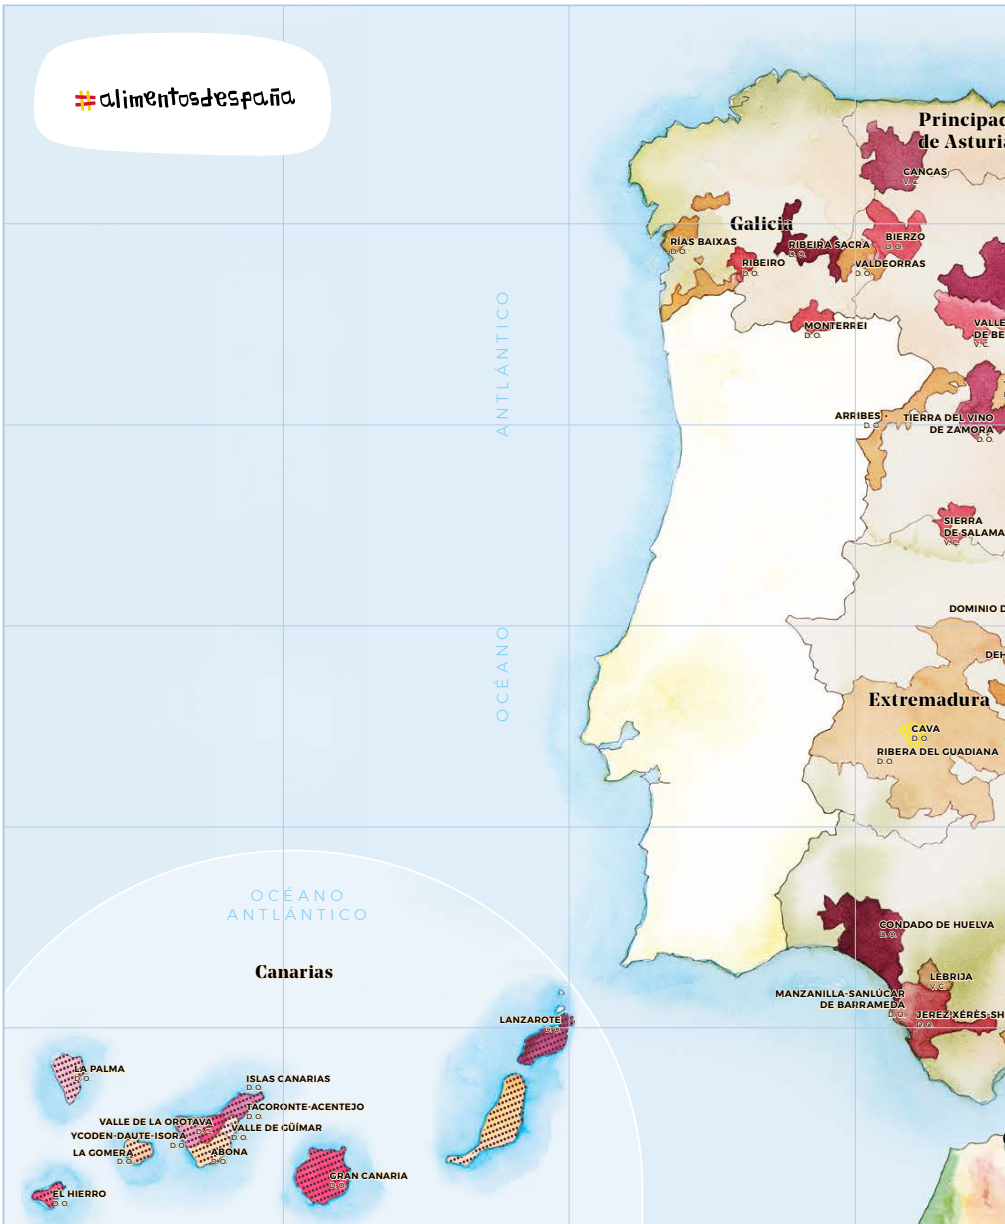 #alimentosdespaña
Principad
de Asturia
CANGAS
V.C.
Galicia
RÍAS BAIXAS
D.O.
RIBEIRA SACRA
D.O.
BIERZO
D.O.
RIBEIRO
D.O.
VALDEORRAS
D.O.
MONTERREI
D.O.
VALLE
DE BE
V.C.
ANTLÁNTICO
ARRIBES
D.O.
TIERRA DEL VINO
DE ZAMORA
D.O.
SIERRA
DE SALAMA
V.C.
DOMINIO D
OCÉANO
DEH
Extremadura
CAVA
D.O.
RIBERA DEL GUADIANA
D.O.
OCÉANO
ANTLÁNTICO
CONDADO DE HUELVA
D.O.
Canarias
LEBRIJA
V.C.
MANZANILLA-SANLÚCAR
DE BARRAMEDA
D.O.
JEREZ-XÉRÈS-SH
D.O.
LANZAROTE
D.O.
LA PALMA
D.O.
ISLAS CANARIAS
D.O.
TACORONTE-ACENTEJO
D.O.
VALLE DE LA OROTAVA
D.O.
VALLE DE GÜÍMAR
D.O.
YCODEN-DAUTE-ISORA
D.O.
LA GOMERA
D.O.
ABONA
D.O.
GRAN CANARIA
D.O.
EL HIERRO
D.O.